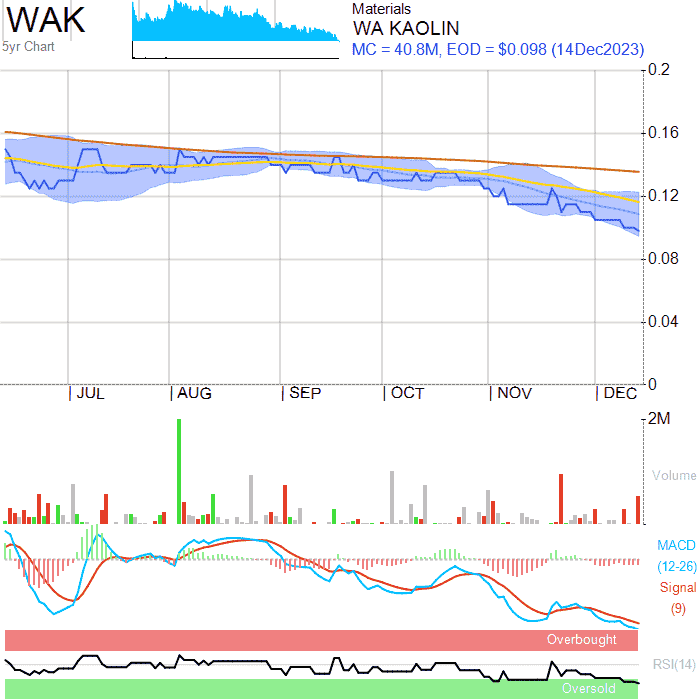 WAK
5yr Chart
Materials
WA KAOLIN
MC = 40.8M, EOD = $0.098 (14Dec2023)
0.2
0.16
0.12
0.08
0.04
0
JUL AUG SEP OCT NOV DEC
2M
Volume
MACD
(12-26)
Signal
(9)
Overbought
RSI(14)
Oversold